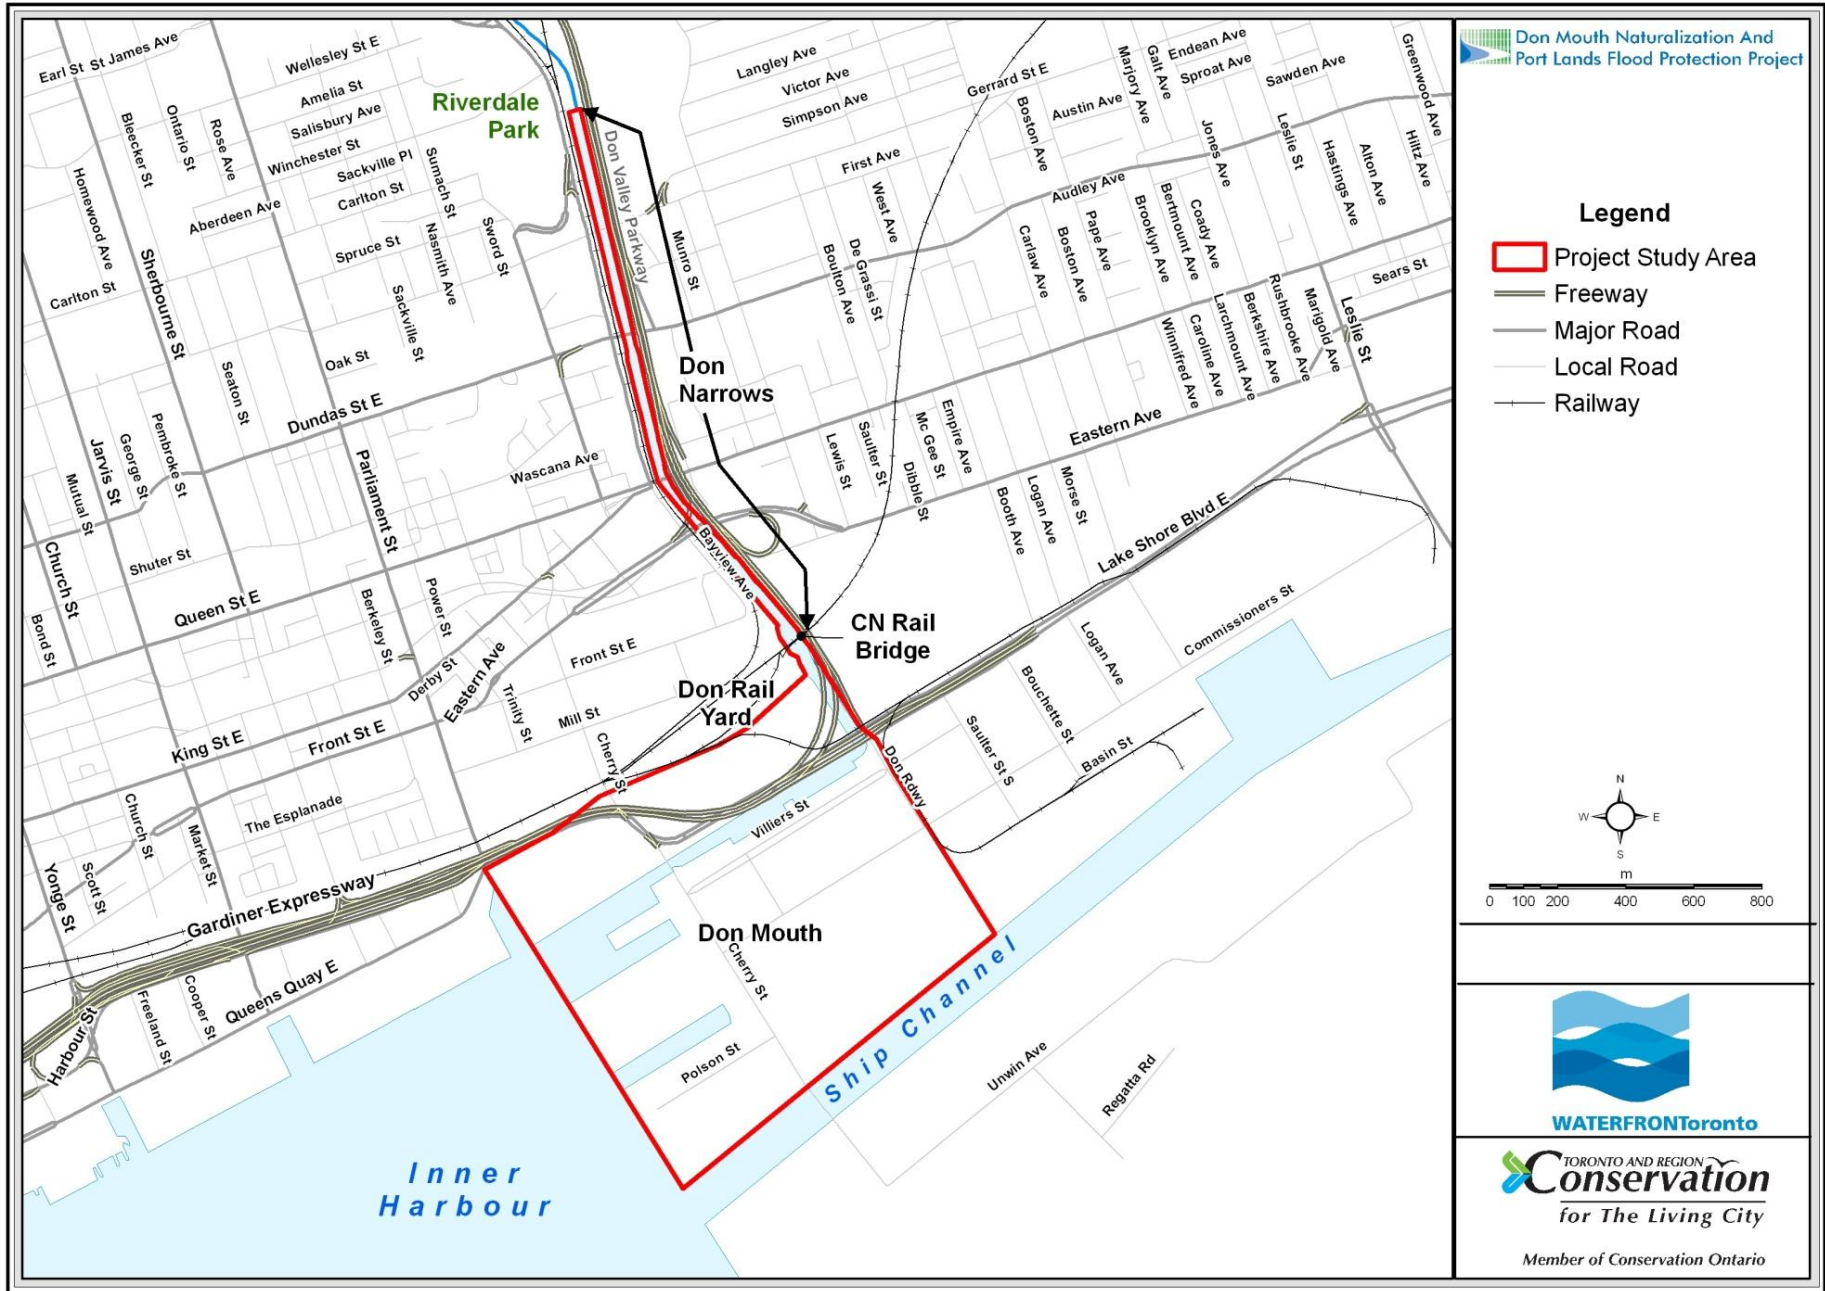 Earl St
St James Ave
Wellesley St E
Amelia St
Salisbury Ave
Winchester St
Sackville Pl
Carlton St
Bleecker St
Ontario St
Rose Ave
Sumach St
Homewood Ave
Aberdeen Ave
Spruce St
Nasmith Ave
Sword St
Sackville St
Carlton St
Sherbourne St
Riverdale
Park
Don Valley Parkway
Munro St
Langley Ave
Victor Ave
Simpson Ave
First Ave
Gerrard St E
Boston Ave
Austin Ave
Marjory Ave
Galt Ave
Endean Ave
Sproat Ave
Sawden Ave
Greenwood Ave
Jones Ave
Leslie St
Hastings Ave
Alton Ave
Hiltz Ave
Audley Ave
West Ave
De Grassi St
Boulton Ave
Carlaw Ave
Boston Ave
Pape Ave
Brooklyn Ave
Bertmount Ave
Coady Ave
Winnifred Ave
Caroline Ave
Larchmount Ave
Berkshire Ave
Rushbrooke Ave
Marigold Ave
Leslie St
Sears St
Oak St
Seaton St
Dundas St E
Pembroke St
George St
Jarvis St
Mutual St
Parliament St
Wascana Ave
Don
Narrows
Lewis St
Saulter St
Dibble St
Mc Gee St
Empire Ave
Eastern Ave
Booth Ave
Logan Ave
Morse St
Lake Shore Blvd E
Commissioners St
Church St
Shuter St
Queen St E
Bond St
Berkeley St
Power St
Bayview Ave
CN Rail
Bridge
Front St E
Derby St
Eastern Ave
Trinity St
Mill St
Don Rail
Yard
Cherry St
King St E
Front St E
Logan Ave
Bouchette St
Saulter St S
Basin St
Don Rdwy
Villiers St
The Esplanade
Church St
Market St
Scott St
Yonge St
Gardiner Expressway
Queens Quay E
Freeland St
Cooper St
Harbour St
Don Mouth
Cherry St
Polson St
Ship Channel
Unwin Ave
Regatta Rd
Inner
Harbour
Don Mouth Naturalization And
Port Lands Flood Protection Project
Legend
Project Study Area
Freeway
Major Road
Local Road
Railway
N
W E
S
m
0 100 200 400 600 800
WATERFRONToronto
TORONTO AND REGION
Conservation
for The Living City
Member of Conservation Ontario